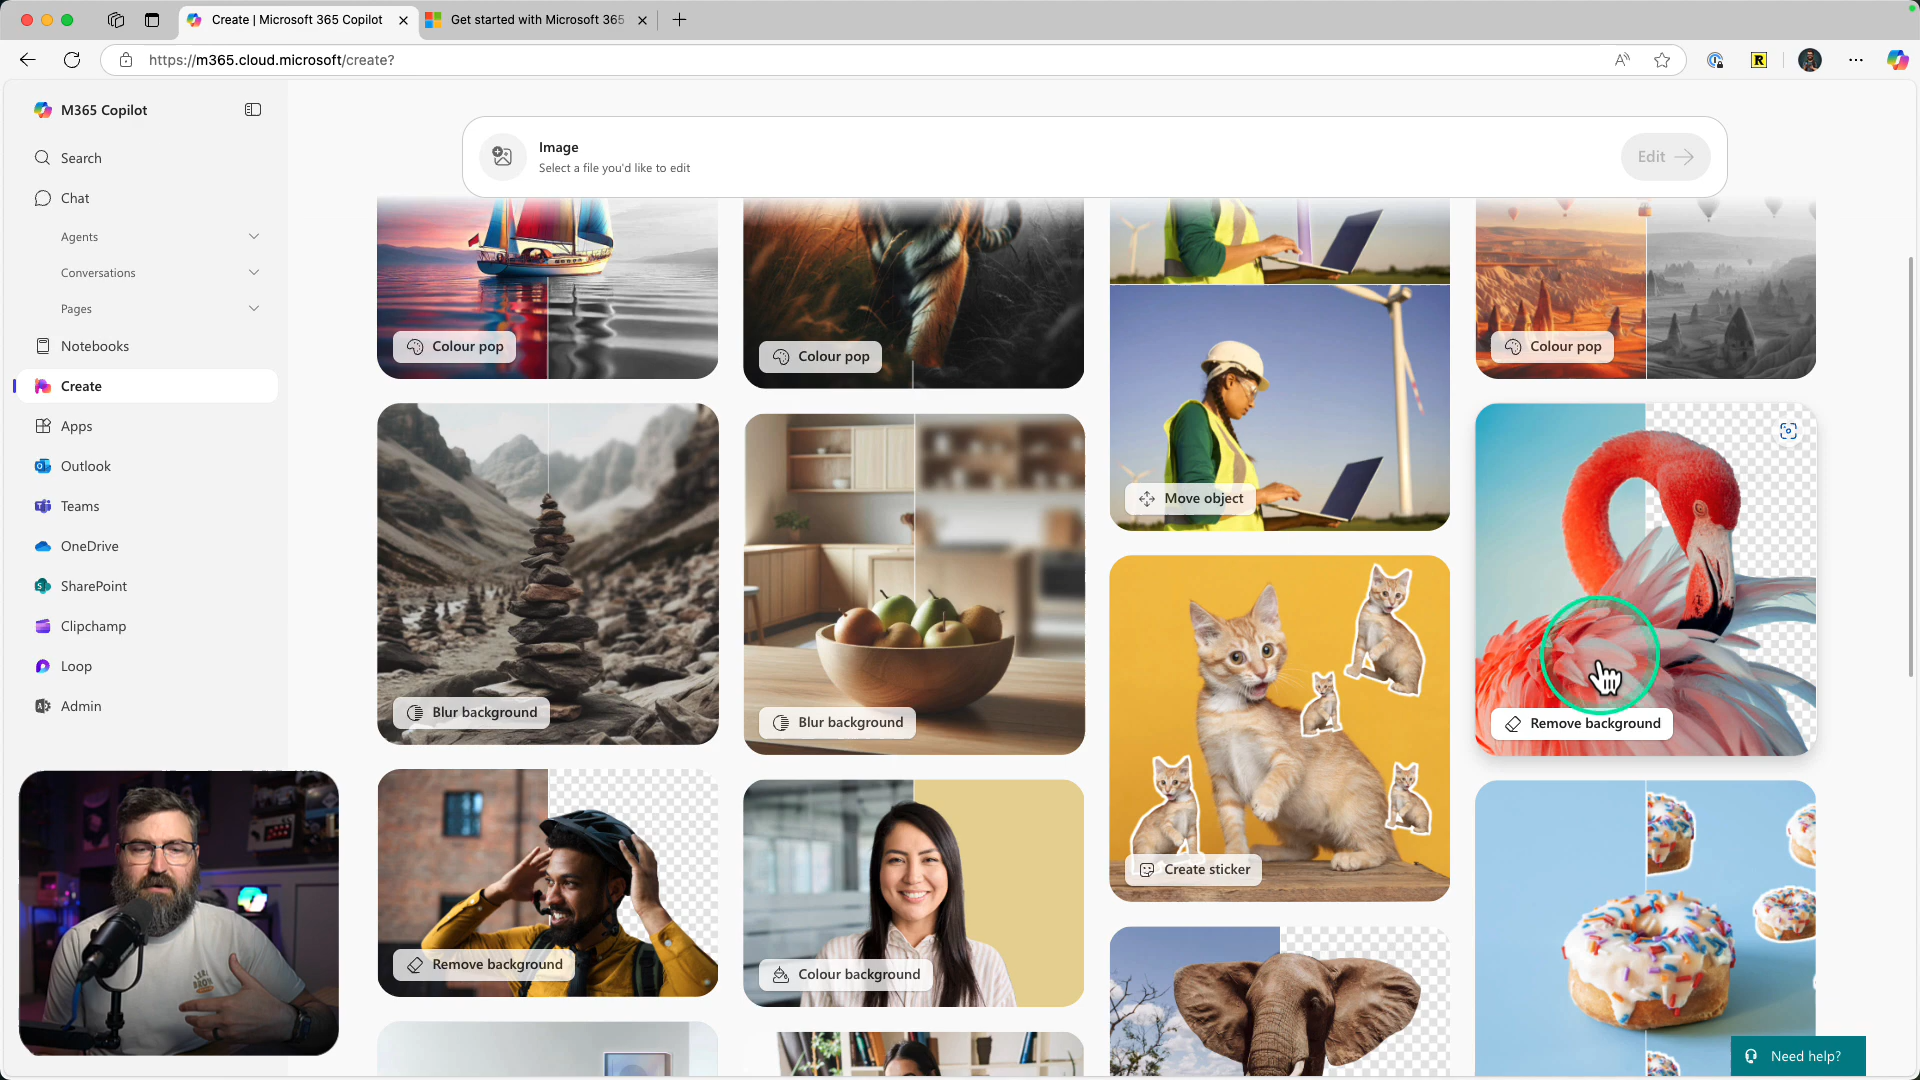 Create | Microsoft 365 Copilot
Get started with Microsoft 365
https://m365.cloud.microsoft/create?
M365 Copilot
Search
Chat
Agents
Conversations
Pages
Notebooks
Create
Apps
Outlook
Teams
OneDrive
SharePoint
Clipchamp
Loop
Admin
Image
Select a file you'd like to edit
Edit
Colour pop
Colour pop
Colour pop
Move object
Blur background
Blur background
Remove background
Create sticker
Remove background
Colour background
Need help?